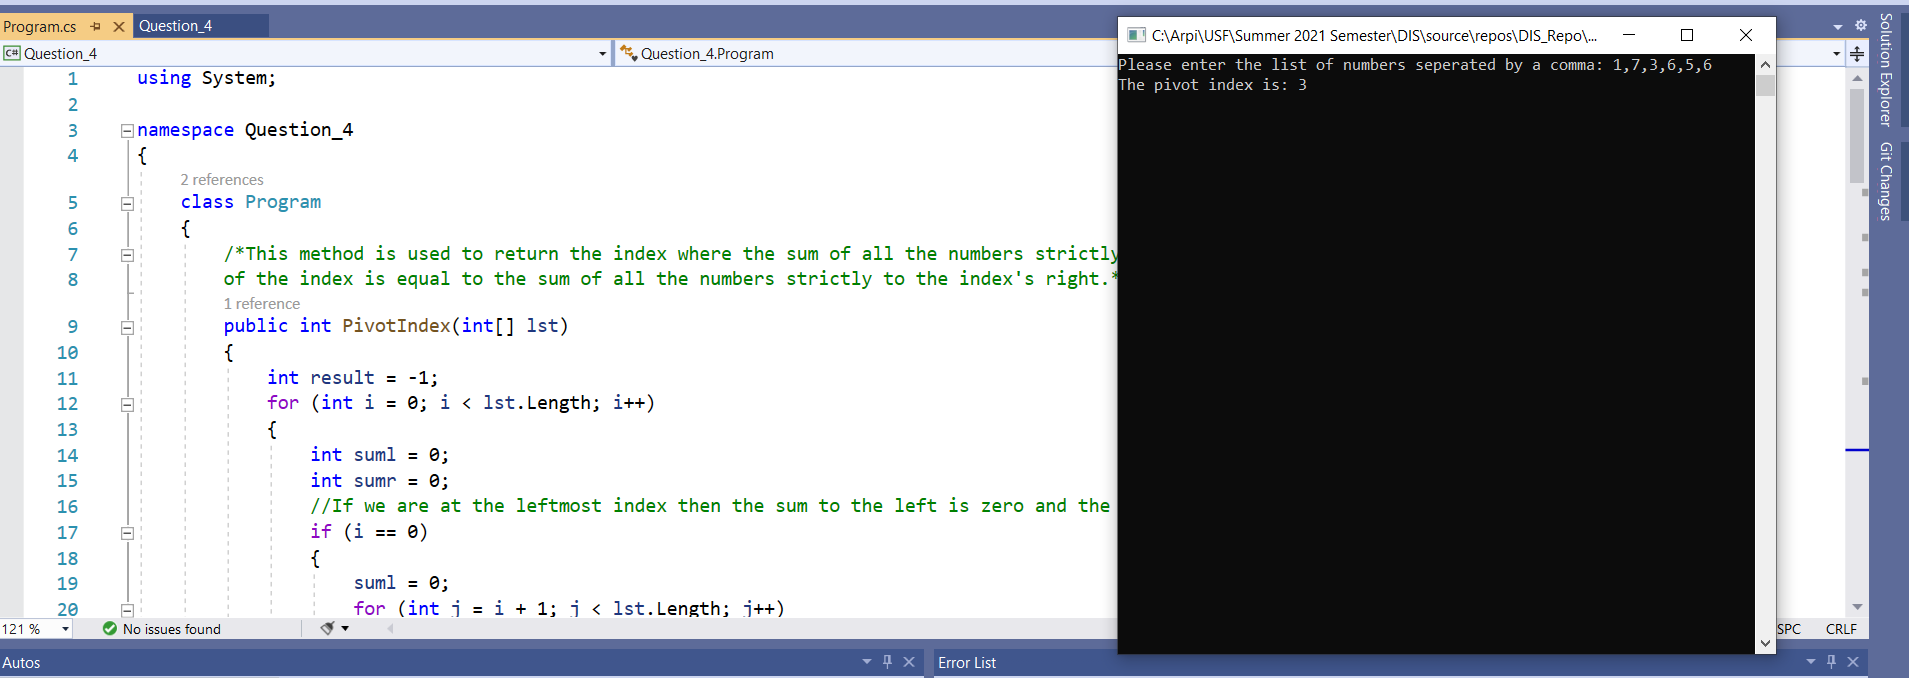 Program.cs
Question_4
C# Question_4
Question_4.Program
1 using System;
2
3 namespace Question_4
4 {
2 references
5 class Program
6 {
7 /*This method is used to return the index where the sum of all the numbers strictly
8 of the index is equal to the sum of all the numbers strictly to the index's right.*
1 reference
9 public int PivotIndex(int[] lst)
10 {
11 int result = -1;
12 for (int i = 0; i < lst.Length; i++)
13 {
14 int suml = 0;
15 int sumr = 0;
16 //If we are at the leftmost index then the sum to the left is zero and the
17 if (i == 0)
18 {
19 suml = 0;
20 for (int j = i + 1; j < lst.Length; j++)
121 %
No issues found
SPC
CRLF
Autos
Error List
C:\Arpi\USF\Summer 2021 Semester\DIS\source\repos\DIS_Repo\...
Please enter the list of numbers seperated by a comma: 1,7,3,6,5,6
The pivot index is: 3
Solution Explorer
Git Changes